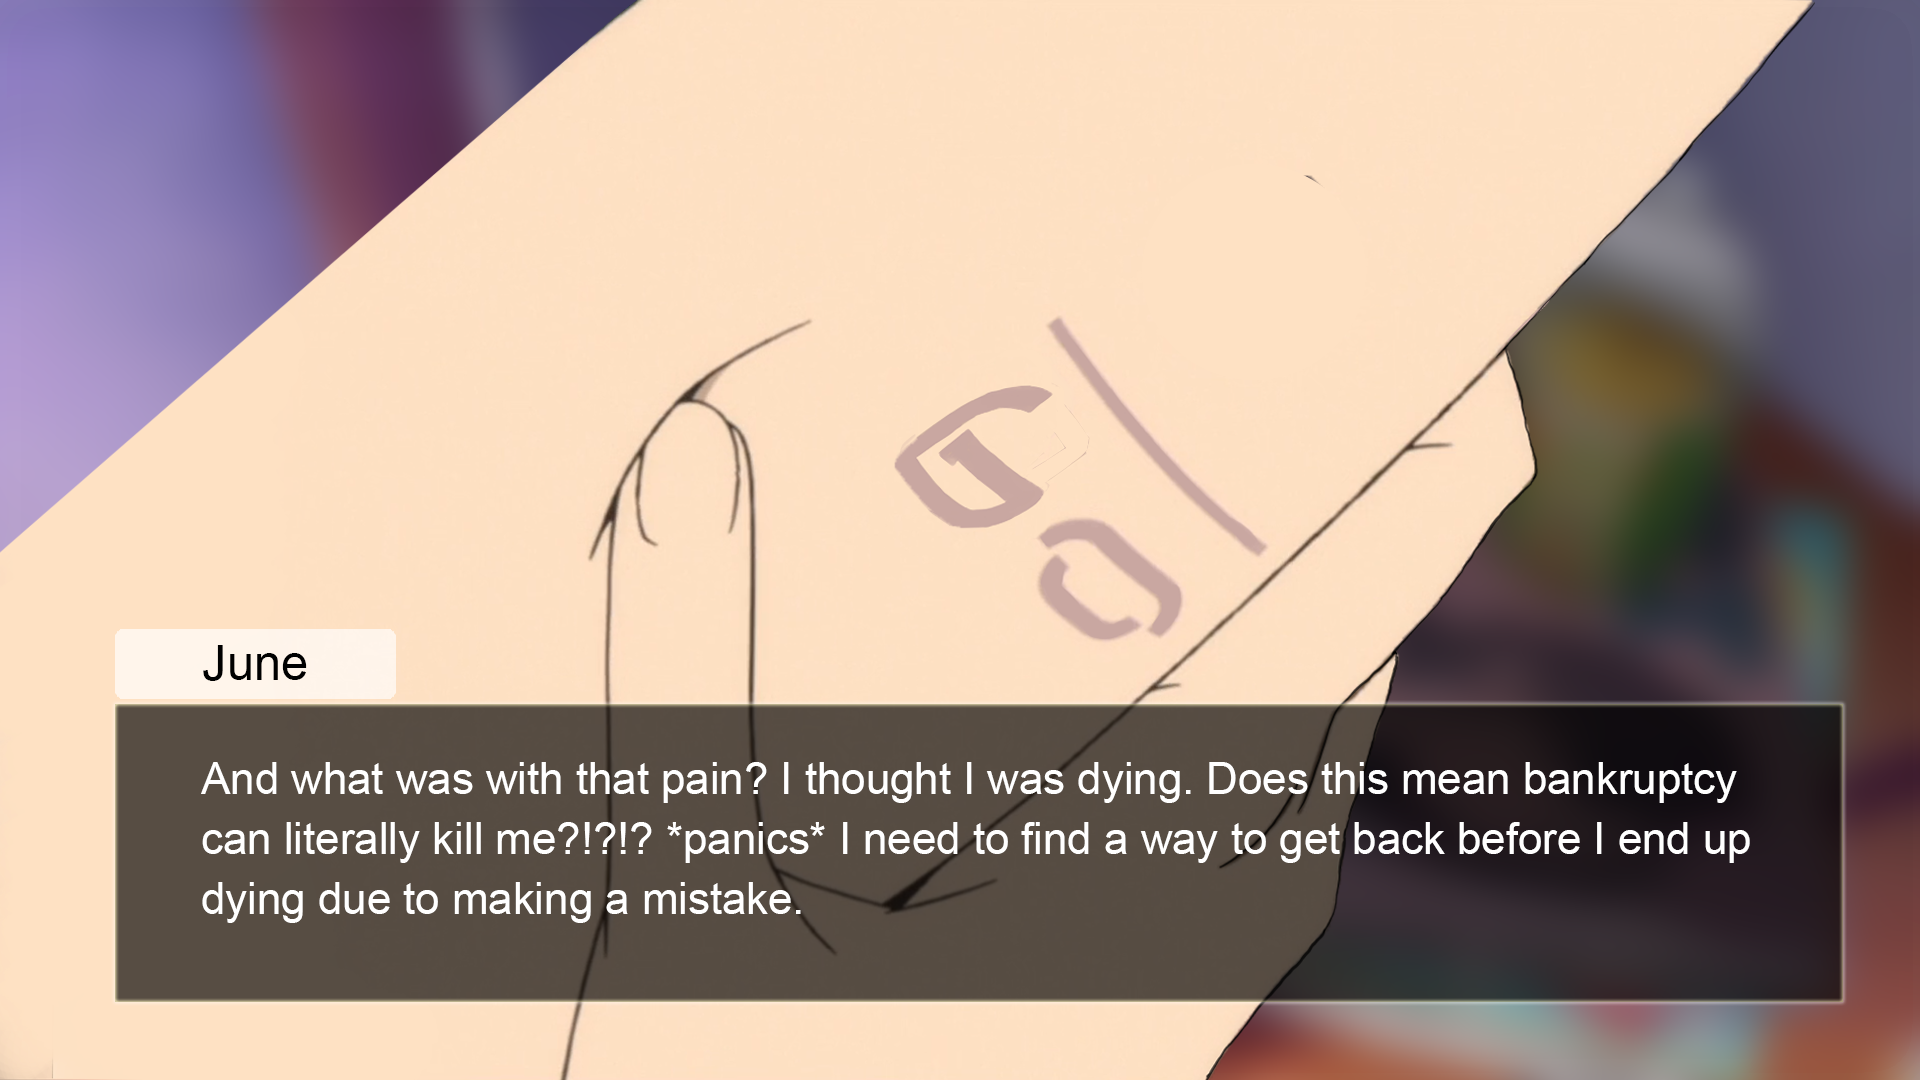 June
And what was with that pain? I thought I was dying. Does this mean bankruptcy
can literally kill me?!?!? *panics* I need to find a way to get back before I end up
dying due to making a mistake.